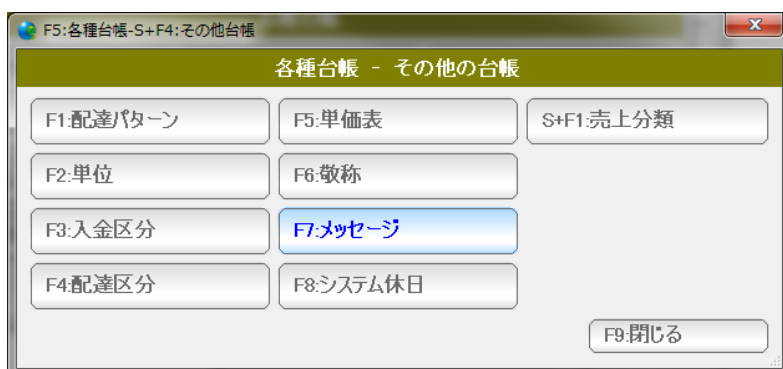 F5:各種台帳-S+F4:その他台帳
各種台帳 - その他の台帳
F1:配達パターン
F5:単価表
S+F1:売上分類
F2:単位
F6:敬称
F3:入金区分
F7:メッセージ
F4:配達区分
F8:システム休日
F9:閉じる